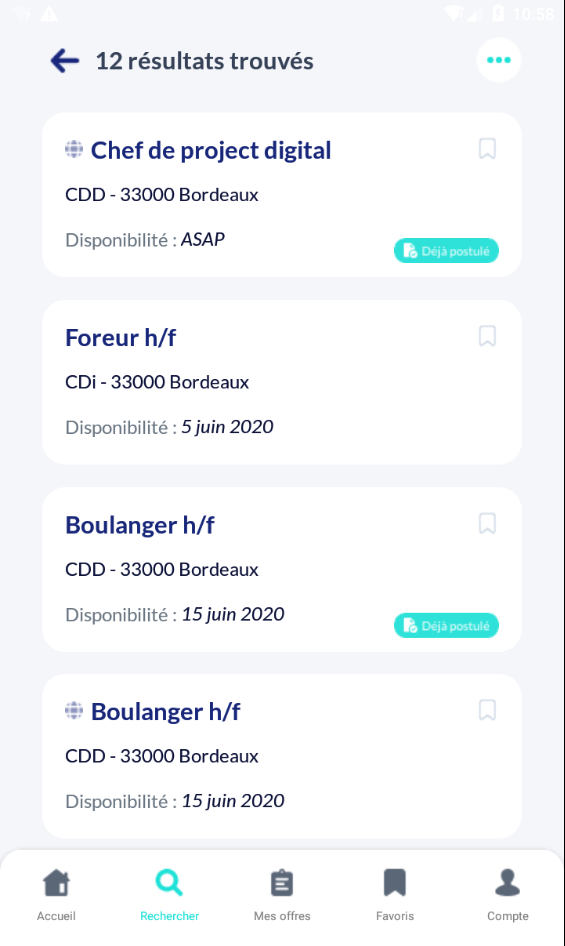 10:58
12 résultats trouvés
Chef de project digital
CDD - 33000 Bordeaux
Disponibilité : ASAP
Déjà postulé
Foreur h/f
CDi - 33000 Bordeaux
Disponibilité : 5 juin 2020
Boulanger h/f
CDD - 33000 Bordeaux
Disponibilité : 15 juin 2020
Déjà postulé
Boulanger h/f
CDD - 33000 Bordeaux
Disponibilité : 15 juin 2020
Accueil
Rechercher
Mes offres
Favoris
Compte